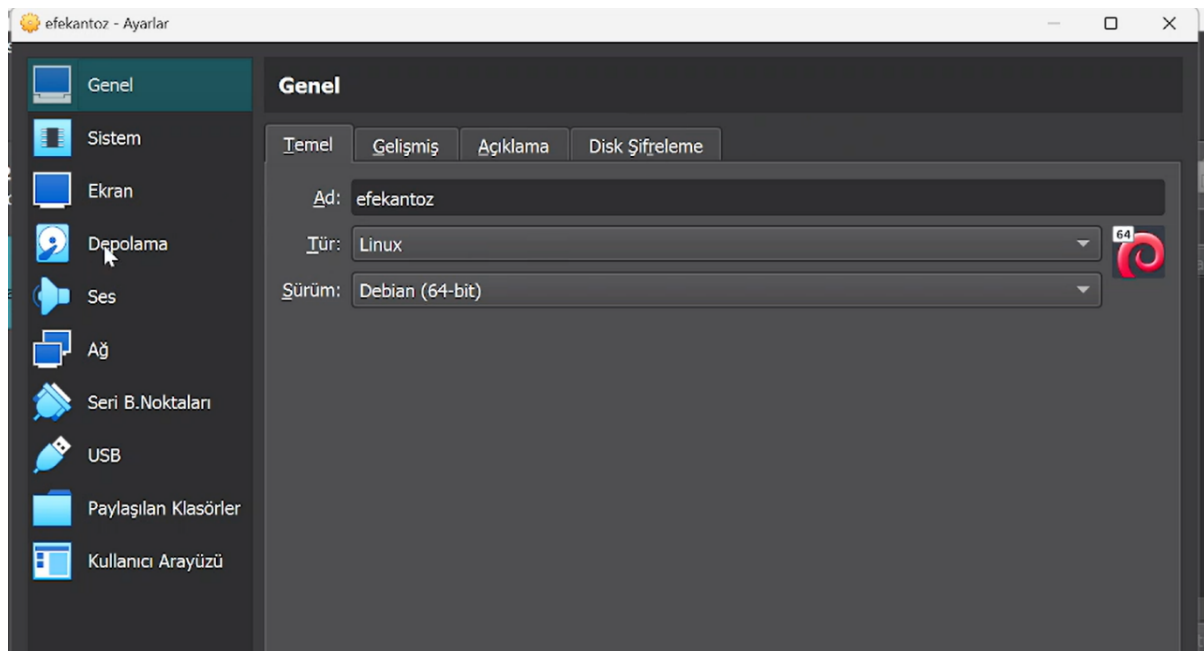 efekantoz - Ayarlar
Genel
Sistem
Ekran
Depolama
Ses
Ağ
Seri B.Noktaları
USB
Paylaşılan Klasörler
Kullanıcı Arayüzü
Genel
Temel Gelişmiş Açıklama Disk Şifreleme
Ad: efekantoz
Tür: Linux
64
Sürüm: Debian (64-bit)